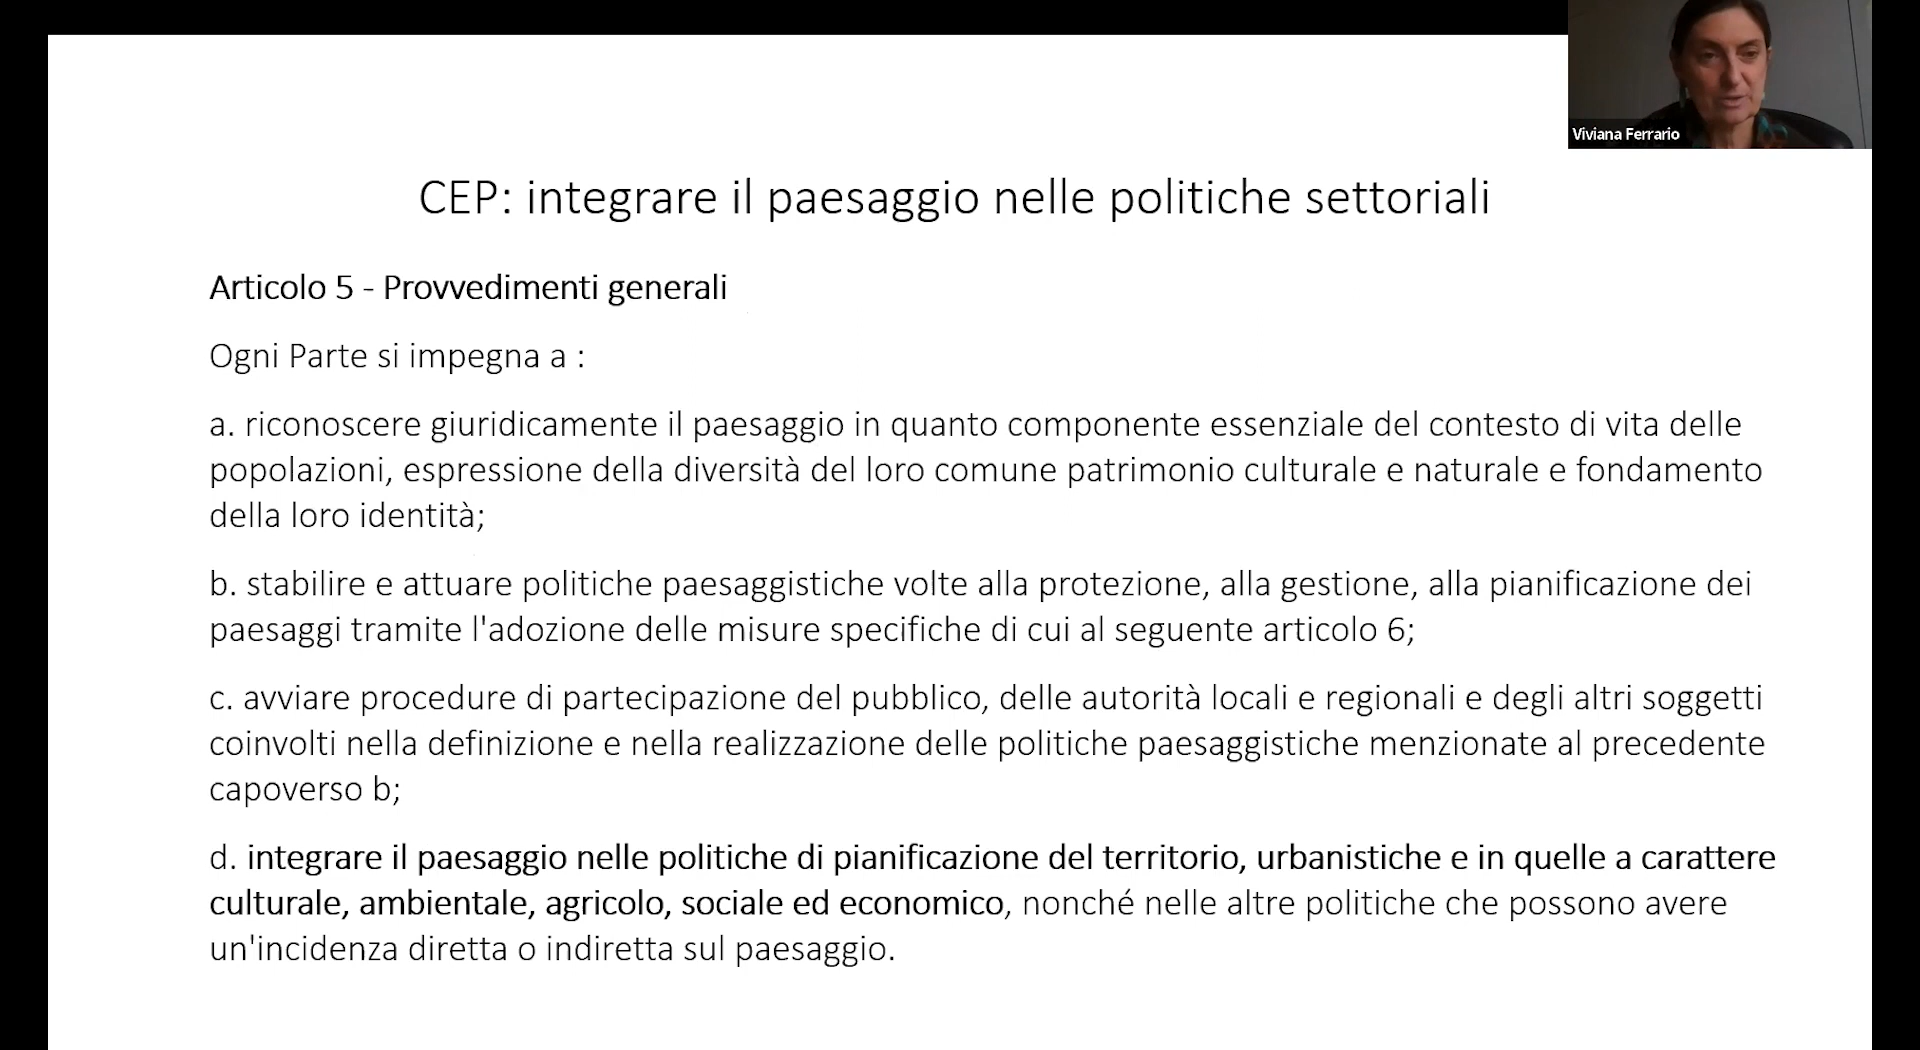 Viviana Ferrario
CEP: integrare il paesaggio nelle politiche settoriali
Articolo 5 - Provvedimenti generali
Ogni Parte si impegna a :
a. riconoscere giuridicamente il paesaggio in quanto componente essenziale del contesto di vita delle
popolazioni, espressione della diversità del loro comune patrimonio culturale e naturale e fondamento
della loro identità;
b. stabilire e attuare politiche paesaggistiche volte alla protezione, alla gestione, alla pianificazione dei
paesaggi tramite l'adozione delle misure specifiche di cui al seguente articolo 6;
c. avviare procedure di partecipazione del pubblico, delle autorità locali e regionali e degli altri soggetti
coinvolti nella definizione e nella realizzazione delle politiche paesaggistiche menzionate al precedente
capoverso b;
d. integrare il paesaggio nelle politiche di pianificazione del territorio, urbanistiche e in quelle a carattere
culturale, ambientale, agricolo, sociale ed economico, nonché nelle altre politiche che possono avere
un'incidenza diretta o indiretta sul paesaggio.